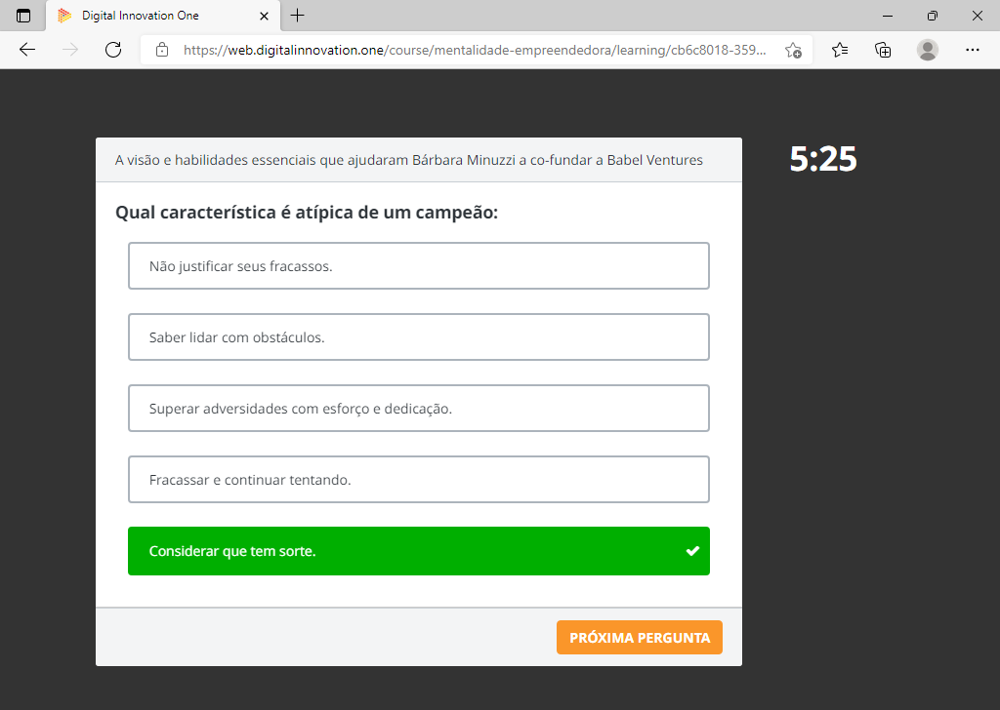 Digital Innovation One
https://web.digitalinnovation.one/course/mentalidade-empreendedora/learning/cb6c8018-359...
A visão e habilidades essenciais que ajudaram Bárbara Minuzzi a co-fundar a Babel Ventures
5:25
Qual característica é atípica de um campeão:
Não justificar seus fracassos.
Saber lidar com obstáculos.
Superar adversidades com esforço e dedicação.
Fracassar e continuar tentando.
Considerar que tem sorte.
PRÓXIMA PERGUNTA